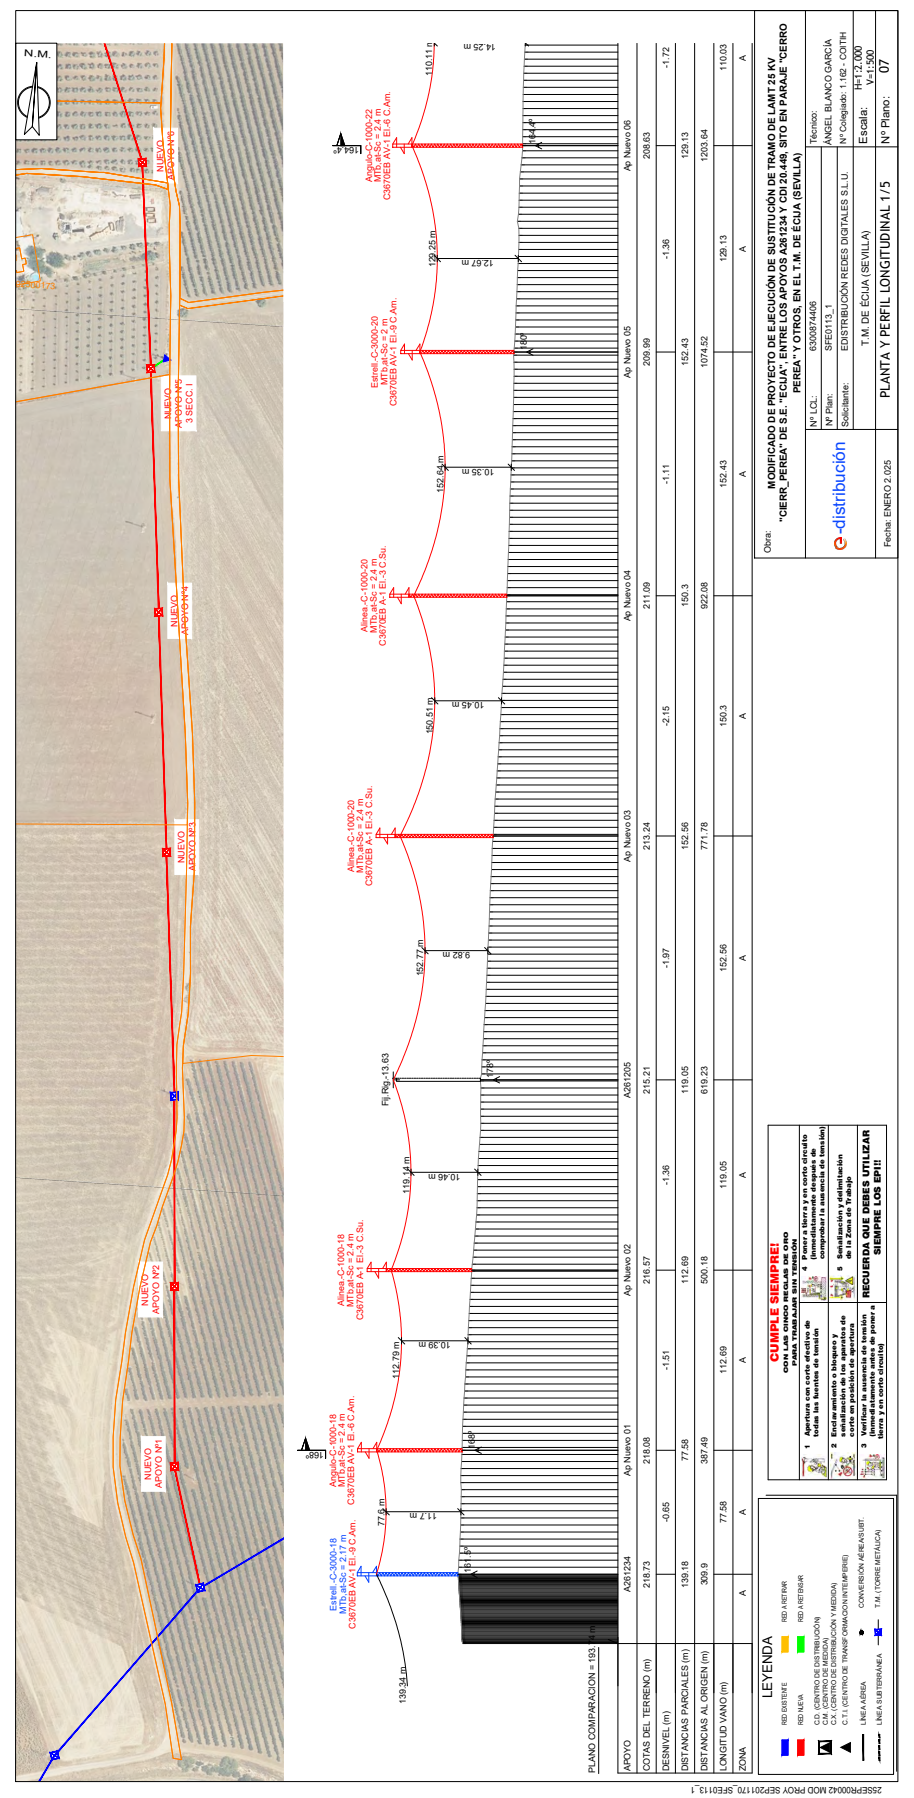 N.M.
NUEVO
APOYO Nº1
NUEVO
APOYO Nº2
NUEVO
APOYO Nº3
NUEVO
APOYO Nº4
NUEVO
APOYO Nº5
3 SECC. I
NUEVO
APOYO Nº6
139.34 m
Estrell.-C-3000-18
MTb.at-Sc = 2.17 m
C3670EB AV-1 El.-9 C.Am.
161.5º
77.6 m
11.7 m
168º
Angulo-C-1000-18
MTb.at-Sc = 2.4 m
C3670EB AV-1 El.-6 C.Am.
168º
112.79 m
10.39 m
Alinea.-C-1000-18
MTb.at-Sc = 2.4 m
C3670EB A-1 El.-3 C.Su.
119.14 m
10.46 m
Fij.Rig.-13.63
178º
152.77 m
9.82 m
Alinea.-C-1000-20
MTb.at-Sc = 2.4 m
C3670EB A-1 El.-3 C.Su.
150.51 m
10.45 m
Alinea.-C-1000-20
MTb.at-Sc = 2.4 m
C3670EB A-1 El.-3 C.Su.
152.64 m
10.35 m
Estrell.-C-3000-20
MTb.at-Sc = 2 m
C3670EB AV-1 El.-9 C.Am.
180º
129.25 m
12.67 m
164.4º
Angulo-C-1000-22
MTb.at-Sc = 2.4 m
C3670EB AV-1 El.-6 C.Am.
164.4º
110.11 m
14.25 m
PLANO COMPARACION = 193.
APOYO A261234 Ap Nuevo 01 Ap Nuevo 02 A261205 Ap Nuevo 03 Ap Nuevo 04 Ap Nuevo 05 Ap Nuevo 06
COTAS DEL TERRENO (m) 218.73 218.08 216.57 215.21 213.24 211.09 209.99 208.63
DESNIVEL (m) -0.65 -1.51 -1.36 -1.97 -2.15 -1.11 -1.36 -1.72
DISTANCIAS PARCIALES (m) 139.18 77.58 112.69 119.05 152.56 150.3 152.43 129.13
DISTANCIAS AL ORIGEN (m) 309.9 387.49 500.18 619.23 771.78 922.08 1074.52 1203.64
LONGITUD VANO (m) 77.58 112.69 119.05 152.56 150.3 152.43 129.13 110.03
ZONA A A A A A A A A A
LEYENDA
RED EXISTENTE
RED A RETIRAR
RED NUEVA
RED A RETENSAR
C.D. (CENTRO DE DISTRIBUCIÓN)
C.M. (CENTRO DE MEDIDA)
C.X. (CENTRO DE DISTRIBUCIÓN Y MEDIDA)
C.T.I. (CENTRO DE TRANSFORMACION INTEMPERIE)
LÍNEA AÉREA
CONVERSIÓN AÉREA/SUBT.
LÍNEA SUBTERRÁNEA
T.M. (TORRE METÁLICA)
CUMPLE SIEMPRE!
CON LAS CINCO REGLAS DE ORO
PARA TRABAJAR SIN TENSIÓN
1 Apertura con corte efectivo de
todas las fuentes de tensión
2 Enclavamiento o bloqueo y
señalización de los aparatos de
corte en posición de apertura
3 Verificar la ausencia de tensión
(Inmediatamente antes de poner a
tierra y en corto circuito)
4 Poner a tierra y en corto circuito
(Inmediatamente después de
comprobar la ausencia de tensión)
5 Señalización y delimitación
de la Zona de Trabajo
RECUERDA QUE DEBES UTILIZAR
SIEMPRE LOS EPI!!
Obra:
MODIFICADO DE PROYECTO DE EJECUCIÓN DE SUSTITUCIÓN DE TRAMO DE LAMT 25 KV
"CIERR_PEREA" DE S.E. "ECIJA", ENTRE LOS APOYOS A261234 Y CDI 20.449, SITO EN PARAJE "CERRO
PEREA" Y OTROS, EN EL T.M. DE ÉCIJA (SEVILLA)
e-distribución
Nº LCL: 6300874406
Nº Plan: SFE0113_1
Solicitante: EDISTRIBUCIÓN REDES DIGITALES S.L.U.
T.M. DE ÉCIJA (SEVILLA)
Técnico:
ÁNGEL BLANCO GARCÍA
Nº Colegiado: 1.162 - COITIH
Escala: H=1:2.000
V=1:500
Fecha: ENERO 2.025
PLANTA Y PERFIL LONGITUDINAL 1/5
Nº Plano: 07
25SEPR00042 MOD PROY SEP201170_SFE0113_1